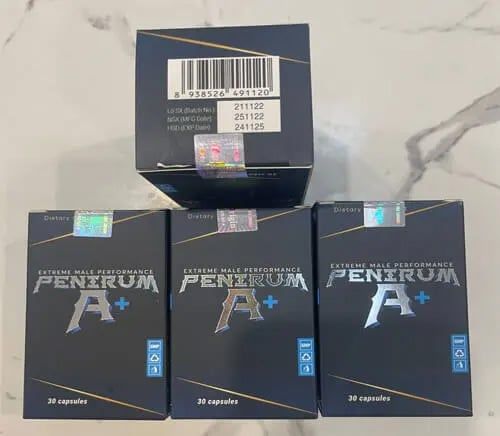 8 938526 491120
Lô SX (Batch No.) 211122
NSX (MFG Date) 251122
HSD (EXP Date) 241125
Dietary
EXTREME MALE PERFORMANCE
PENIRUM
A+
GMP
30 capsules
Dietary
EXTREME MALE PERFORMANCE
PENIRUM
A+
GMP
30 capsules
Dietary
EXTREME MALE PERFORMANCE
PENIRUM
A+
GMP
30 capsules